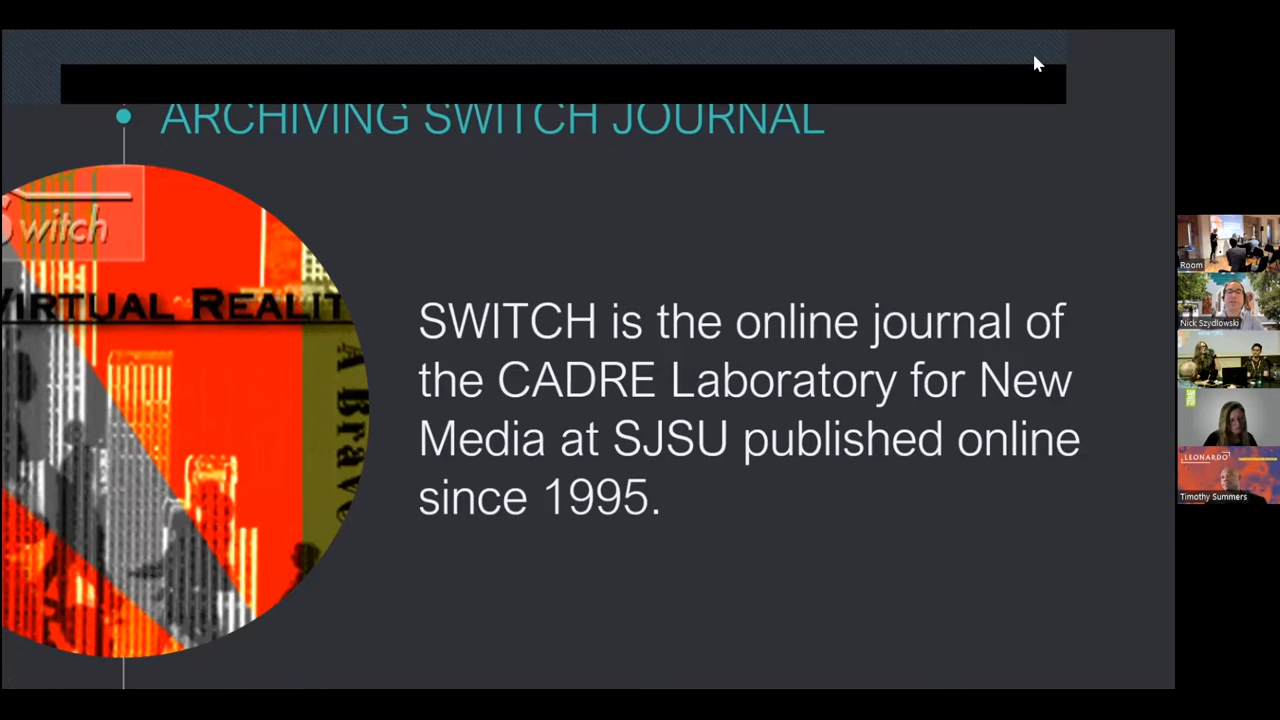 ARCHIVING SWITCH JOURNAL
Switch
VIRTUAL REALIT
A BRAVE
SWITCH is the online journal of
the CADRE Laboratory for New
Media at SJSU published online
since 1995.
Room
Nick Szydlowski
LEONARDO
Timothy Summers